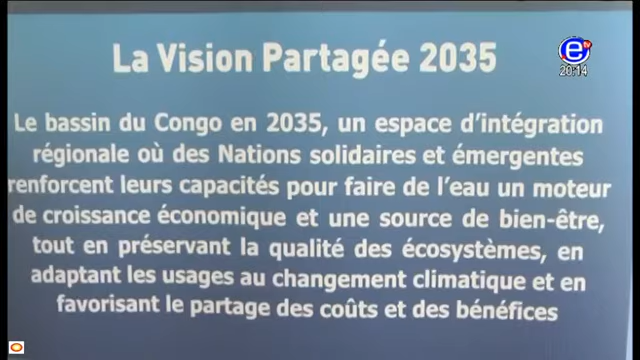 La Vision Partagée 2035
e tv
20:14
Le bassin du Congo en 2035, un espace d'intégration
régionale où des Nations solidaires et émergentes
renforcent leurs capacités pour faire de l'eau un moteur
de croissance économique et une source de bien-être,
tout en préservant la qualité des écosystèmes, en
adaptant les usages au changement climatique et en
favorisant le partage des coûts et des bénéfices